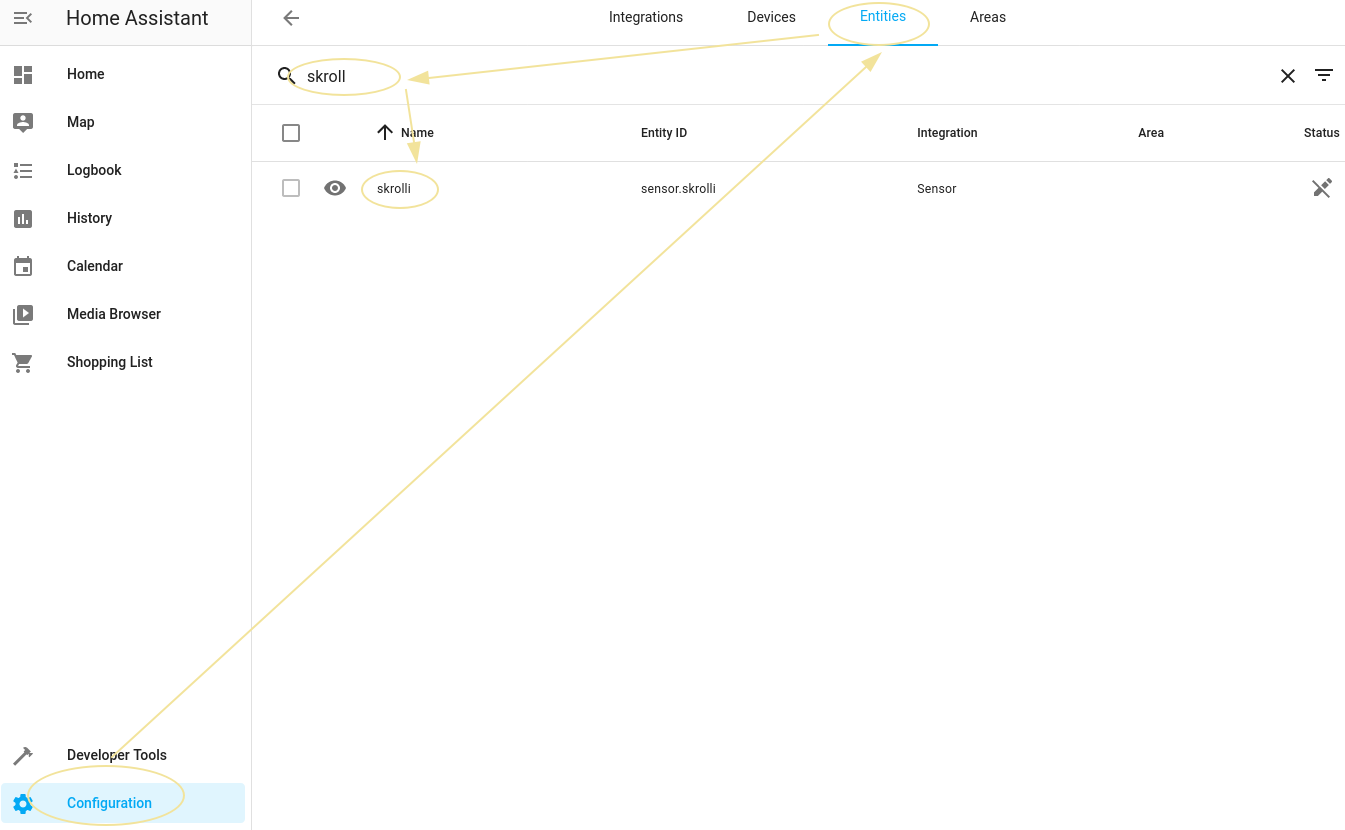 Home Assistant
Integrations Devices Entities Areas
Home
skroll
Map
Name Entity ID Integration Area Status
Logbook
skrolli sensor.skrolli Sensor
History
Calendar
Media Browser
Shopping List
Developer Tools
Configuration